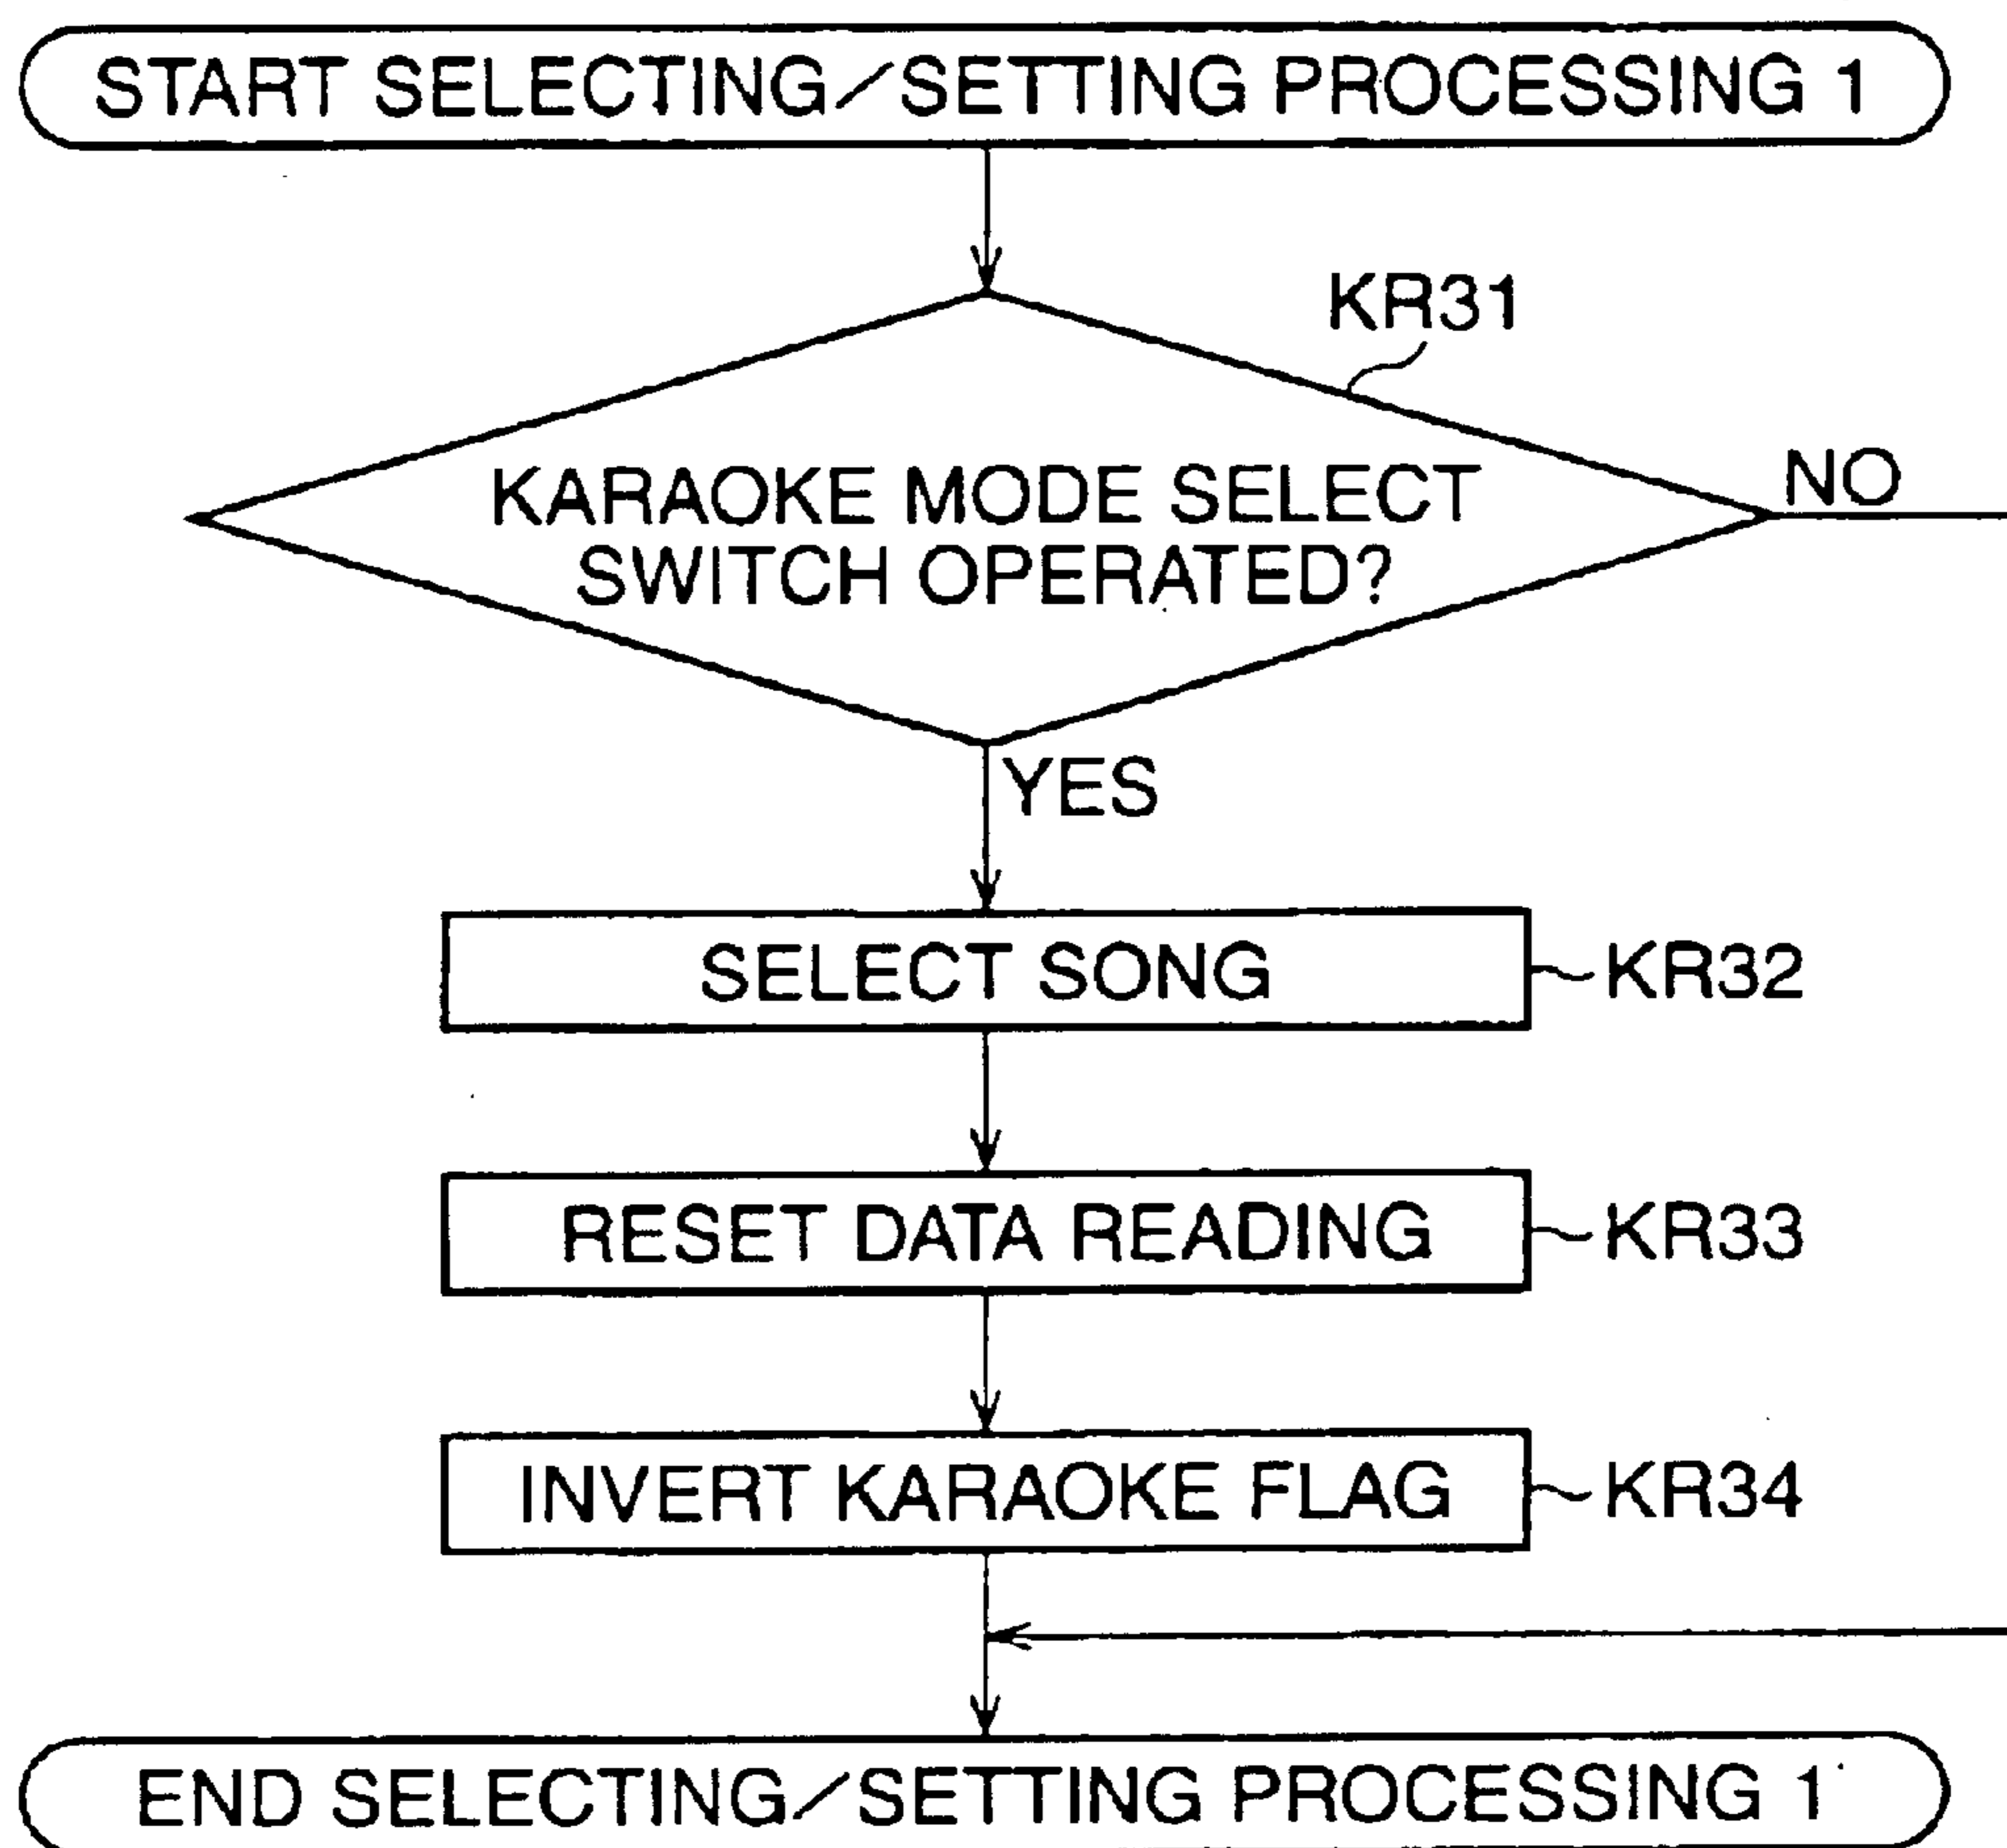 START SELECTING/SETTING PROCESSING 1
KR31
KARAOKE MODE SELECT
SWITCH OPERATED?
NO
YES
SELECT SONG
KR32
RESET DATA READING
KR33
INVERT KARAOKE FLAG
KR34
END SELECTING/SETTING PROCESSING 1